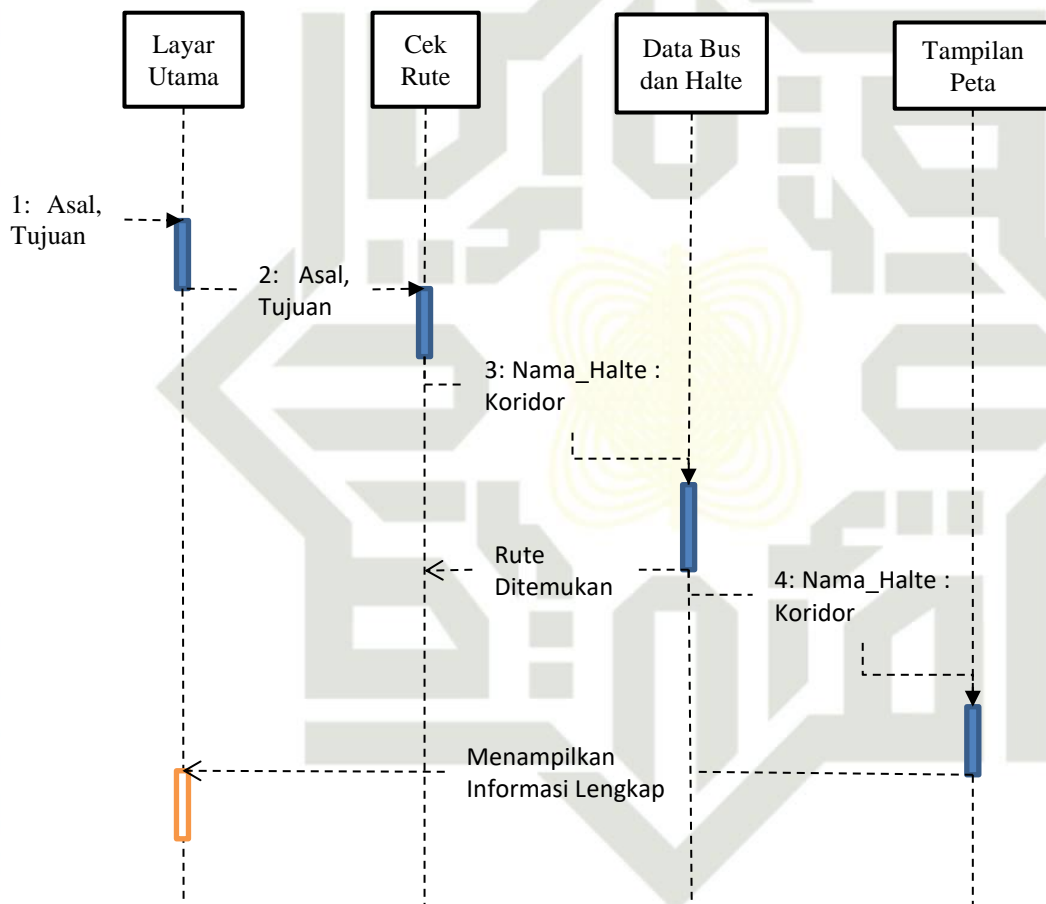 Layar
Utama
Cek
Rute
Data Bus
dan Halte
Tampilan
Peta
1: Asal,
Tujuan
2: Asal,
Tujuan
3: Nama_Halte :
Koridor
Rute
Ditemukan
4: Nama_Halte :
Koridor
Menampilkan
Informasi Lengkap